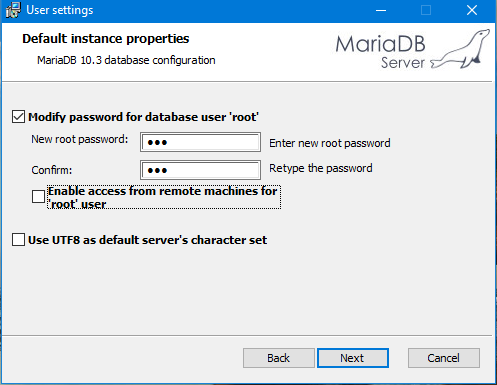 User settings
Default instance properties
MariaDB 10.3 database configuration
MariaDB
Server
Modify password for database user 'root'
New root password: ●●● Enter new root password
Confirm: ●●● Retype the password
Enable access from remote machines for
'root' user
Use UTF8 as default server's character set
Back Next Cancel